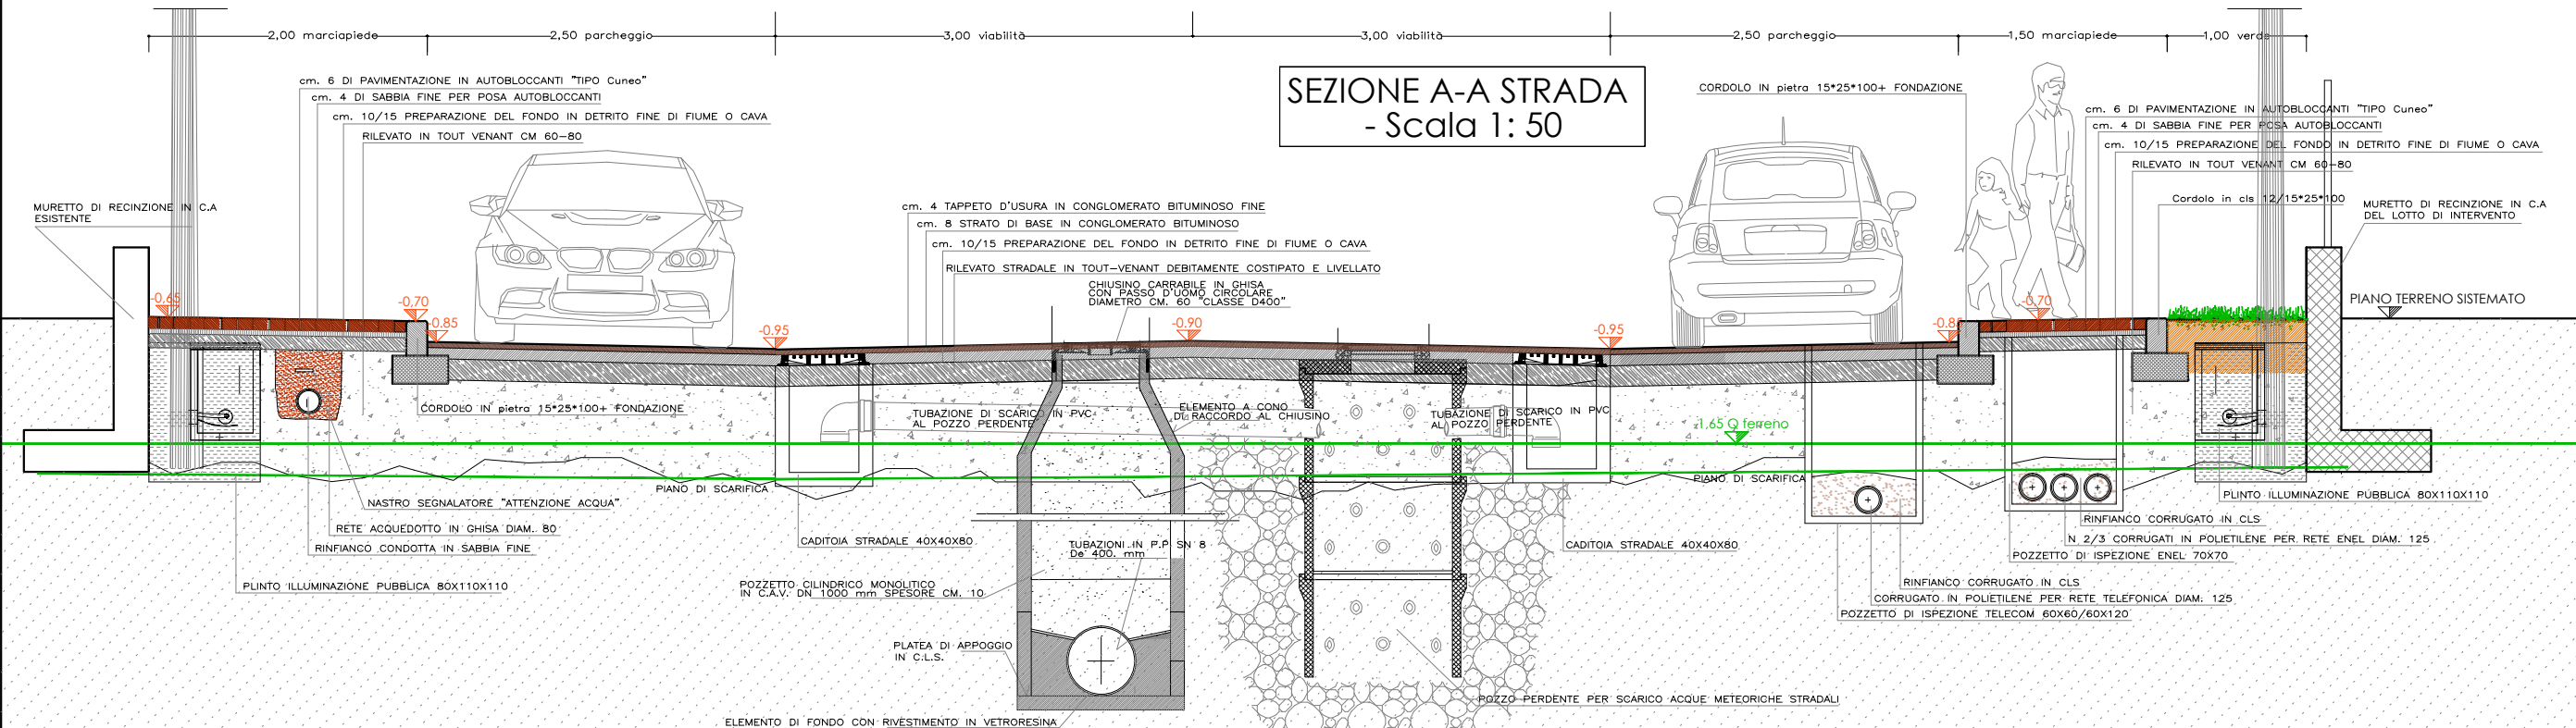 2,00 marciapiede
2,50 parcheggio
3,00 viabilità
3,00 viabilità
2,50 parcheggio
1,50 marciapiede
1,00 verde
SEZIONE A-A STRADA
- Scala 1: 50
cm. 6 DI PAVIMENTAZIONE IN AUTOBLOCCANTI "TIPO Cuneo"
cm. 4 DI SABBIA FINE PER POSA AUTOBLOCCANTI
cm. 10/15 PREPARAZIONE DEL FONDO IN DETRITO FINE DI FIUME O CAVA
RILEVATO IN TOUT VENANT CM 60-80
MURETTO DI RECINZIONE IN C.A
ESISTENTE
cm. 4 TAPPETO D'USURA IN CONGLOMERATO BITUMINOSO FINE
cm. 8 STRATO DI BASE IN CONGLOMERATO BITUMINOSO
cm. 10/15 PREPARAZIONE DEL FONDO IN DETRITO FINE DI FIUME O CAVA
RILEVATO STRADALE IN TOUT-VENANT DEBITAMENTE COSTIPATO E LIVELLATO
CHIUSINO CARRABILE IN GHISA
CON PASSO D'UOMO CIRCOLARE
DIAMETRO CM. 60 "CLASSE D400"
CORDOLO IN pietra 15*25*100+ FONDAZIONE
cm. 6 DI PAVIMENTAZIONE IN AUTOBLOCCANTI "TIPO Cuneo"
cm. 4 DI SABBIA FINE PER POSA AUTOBLOCCANTI
cm. 10/15 PREPARAZIONE DEL FONDO IN DETRITO FINE DI FIUME O CAVA
RILEVATO IN TOUT VENANT CM 60-80
Cordolo in cls 12/15*25*100
MURETTO DI RECINZIONE IN C.A
DEL LOTTO DI INTERVENTO
PIANO TERRENO SISTEMATO
-0,65
-0,70
-0.85
-0.95
-0.90
-0.95
-0.85
-0.70
CORDOLO IN pietra 15*25*100+ FONDAZIONE
TUBAZIONE DI SCARICO IN PVC
AL POZZO PERDENTE
ELEMENTO A CONO
DI RACCORDO AL CHIUSINO
TUBAZIONE DI SCARICO IN PVC
AL POZZO PERDENTE
-1,65 Q terreno
PIANO DI SCARIFICA
PIANO DI SCARIFICA
NASTRO SEGNALATORE "ATTENZIONE ACQUA"
RETE ACQUEDOTTO IN GHISA DIAM. 80
RINFIANCO CONDOTTA IN SABBIA FINE
PLINTO ILLUMINAZIONE PUBBLICA 80X110X110
CADITOIA STRADALE 40X40X80
TUBAZIONI IN P.P SN 8
De 400. mm
POZZETTO CILINDRICO MONOLITICO
IN C.A.V. DN 1000 mm SPESORE CM. 10
PLATEA DI APPOGGIO
IN C.L.S.
ELEMENTO DI FONDO CON RIVESTIMENTO IN VETRORESINA
CADITOIA STRADALE 40X40X80
POZZO PERDENTE PER SCARICO ACQUE METEORICHE STRADALI
PLINTO ILLUMINAZIONE PUBBLICA 80X110X110
RINFIANCO CORRUGATO IN CLS
N 2/3 CORRUGATI IN POLIETILENE PER RETE ENEL DIAM. 125
POZZETTO DI ISPEZIONE ENEL 70X70
RINFIANCO CORRUGATO IN CLS
CORRUGATO IN POLIETILENE PER RETE TELEFONICA DIAM. 125
POZZETTO DI ISPEZIONE TELECOM 60X60/60X120